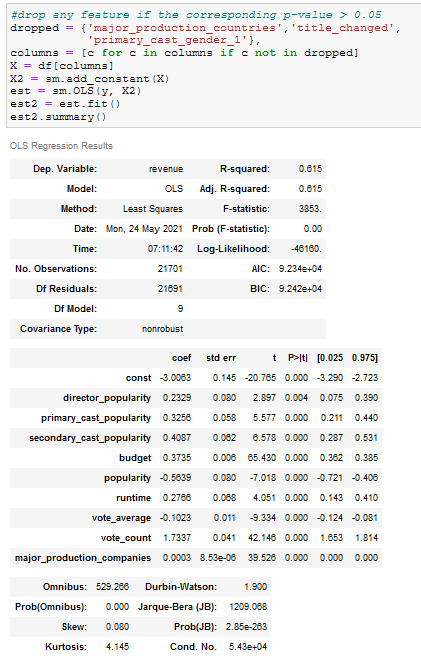 #drop any feature if the corresponding p-value > 0.05
dropped = {'major_production_countries','title_changed',
'primary_cast_gender_1'},
columns = [c for c in columns if c not in dropped]
X = df[columns]
X2 = sm.add_constant(X)
est = sm.OLS(y, X2)
est2 = est.fit()
est2.summary()
OLS Regression Results
Dep. Variable: revenue R-squared: 0.615
Model: OLS Adj. R-squared: 0.615
Method: Least Squares F-statistic: 3853.
Date: Mon, 24 May 2021 Prob (F-statistic): 0.00
Time: 07:11:42 Log-Likelihood: -46160.
No. Observations: 21701 AIC: 9.234e+04
Df Residuals: 21691 BIC: 9.242e+04
Df Model: 9
Covariance Type: nonrobust
coef std err t P>|t| [0.025 0.975]
const -3.0063 0.145 -20.765 0.000 -3.290 -2.723
director_popularity 0.2329 0.080 2.897 0.004 0.075 0.390
primary_cast_popularity 0.3256 0.058 5.577 0.000 0.211 0.440
secondary_cast_popularity 0.4087 0.062 6.578 0.000 0.287 0.531
budget 0.3735 0.006 65.430 0.000 0.362 0.385
popularity -0.5639 0.080 -7.018 0.000 -0.721 -0.406
runtime 0.2766 0.068 4.051 0.000 0.143 0.410
vote_average -0.1023 0.011 -9.334 0.000 -0.124 -0.081
vote_count 1.7337 0.041 42.146 0.000 1.653 1.814
major_production_companies 0.0003 8.53e-06 39.526 0.000 0.000 0.000
Omnibus: 529.266 Durbin-Watson: 1.900
Prob(Omnibus): 0.000 Jarque-Bera (JB): 1209.068
Skew: 0.080 Prob(JB): 2.85e-263
Kurtosis: 4.145 Cond. No. 5.43e+04